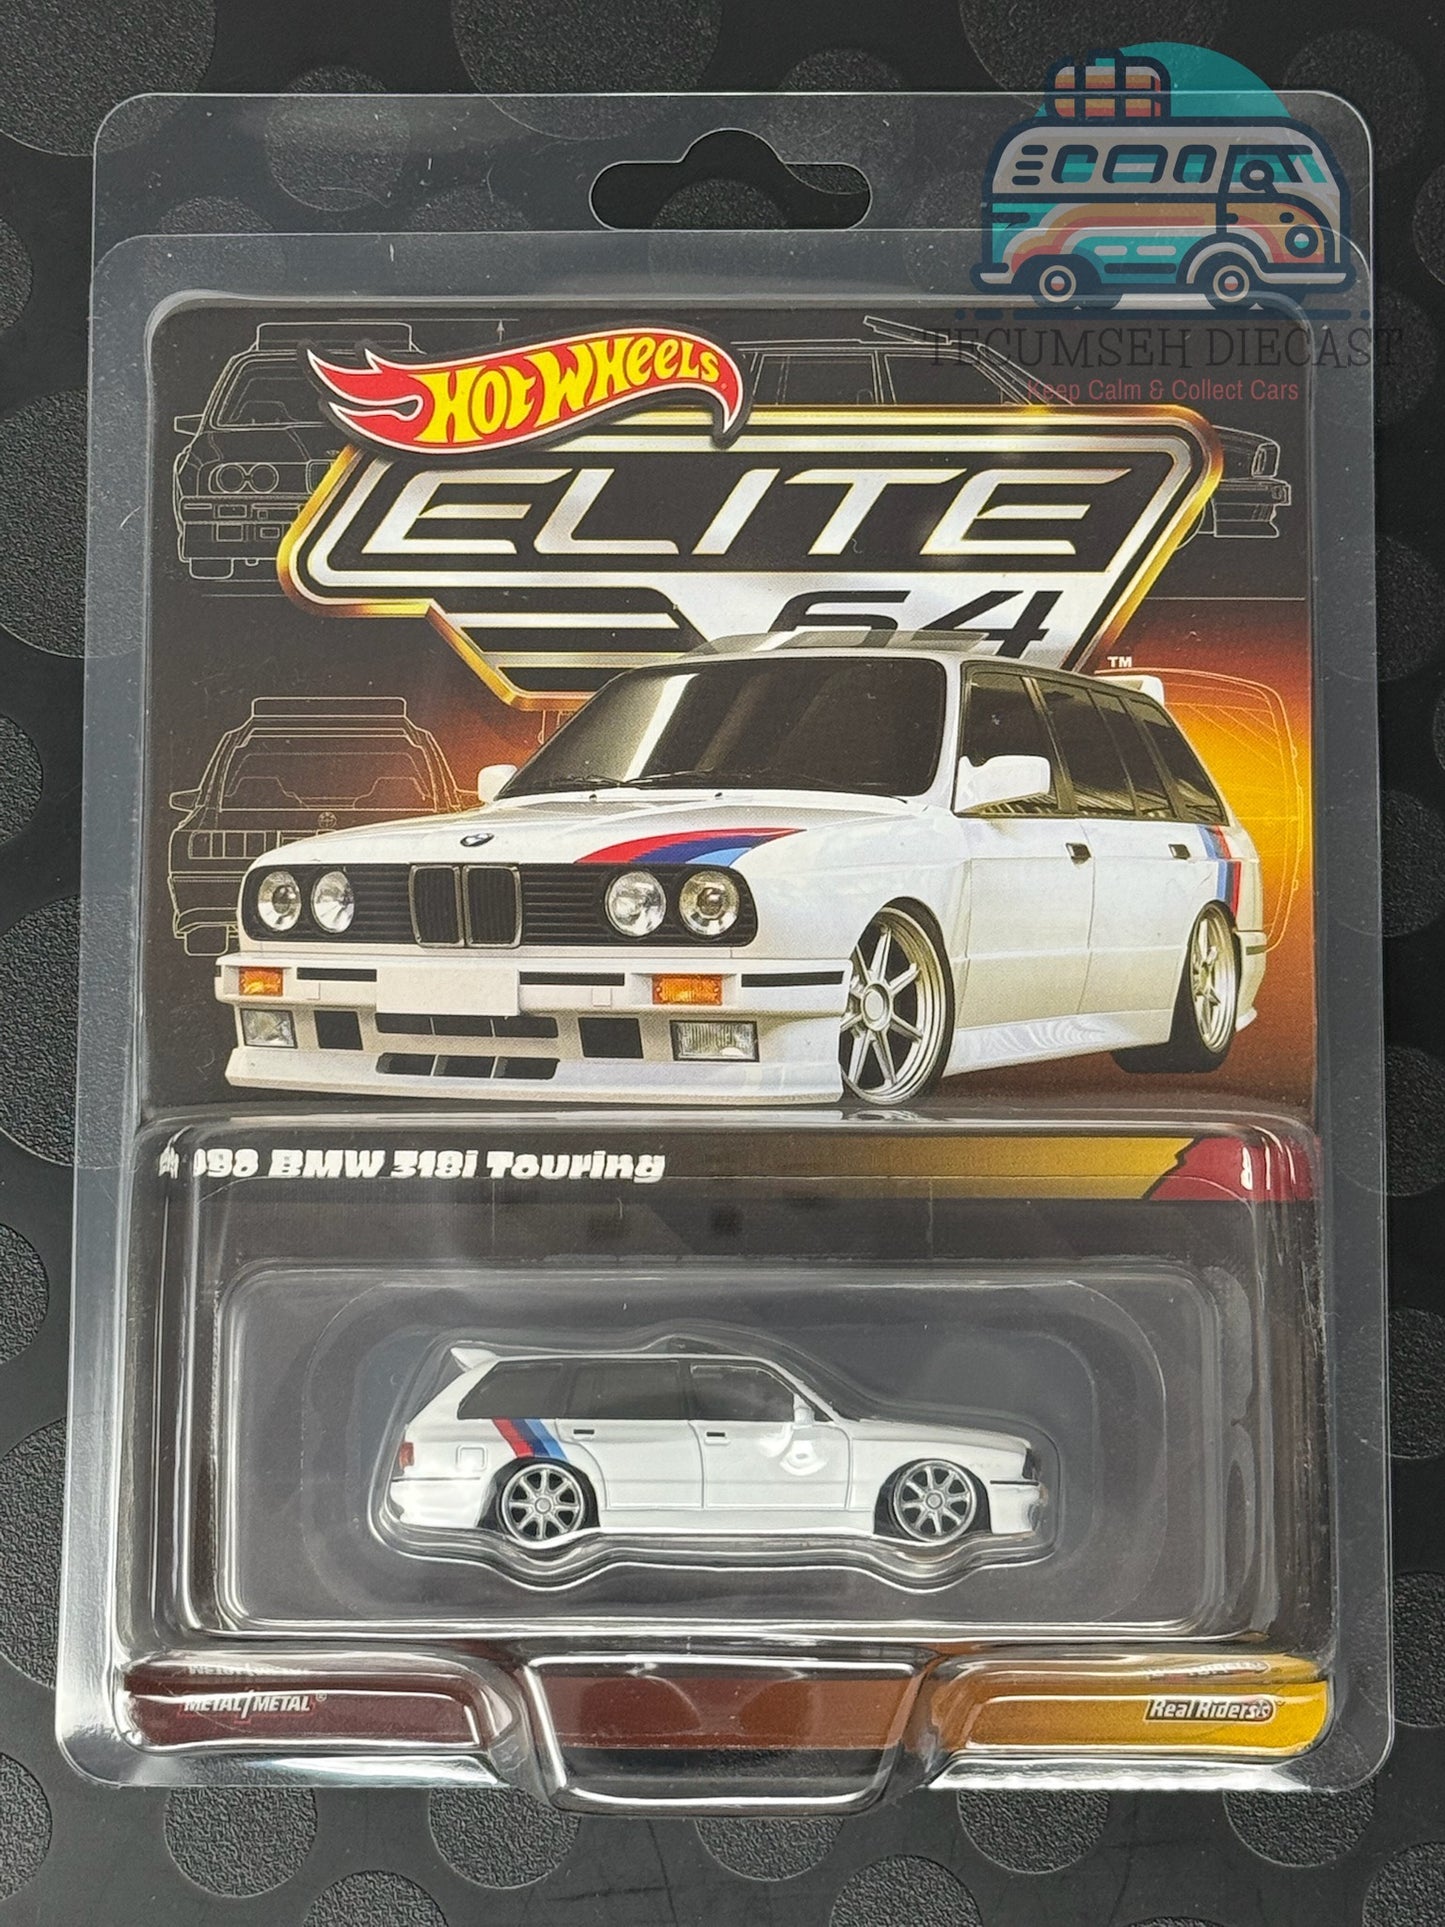 TECUMSEH DIECAST
Keep Calm & Collect Cars
HOT WHEELS
ELITE
64
TM
BMW 318i Touring
METAL/METAL®
Real Riders